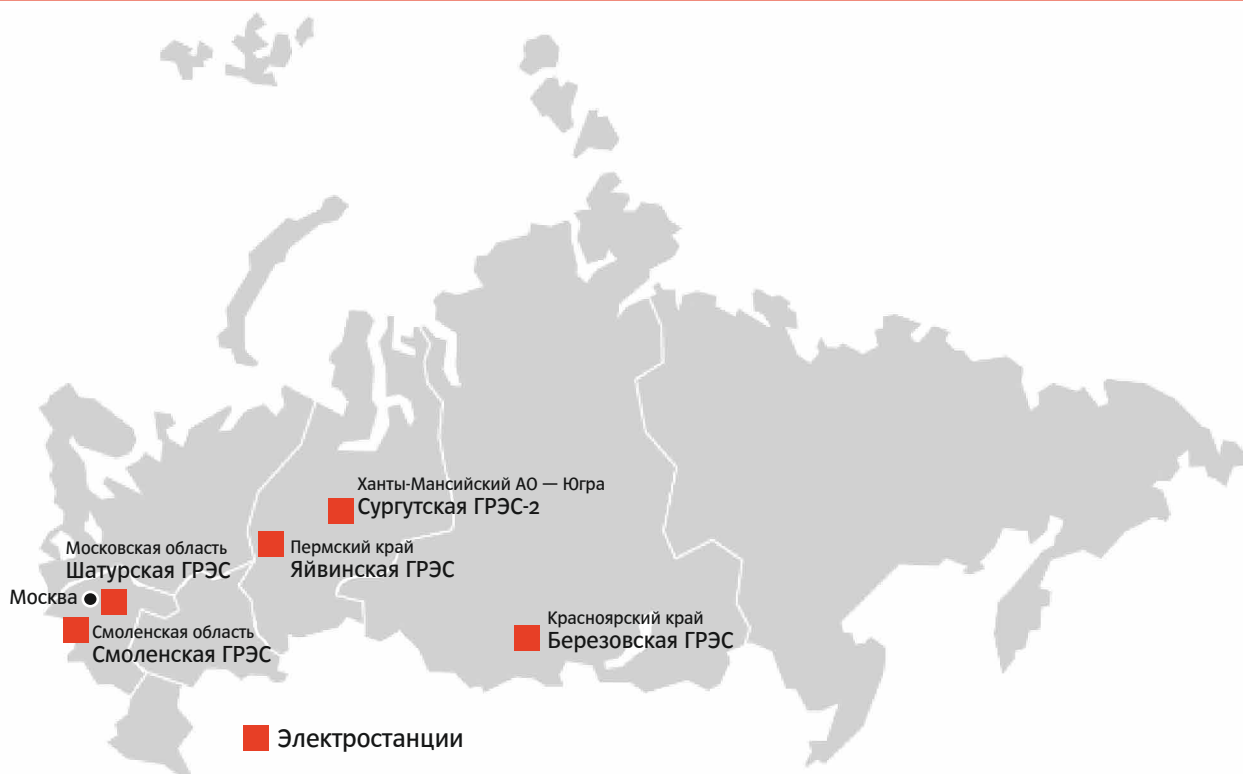 Ханты-Мансийский АО — Югра
Сургутская ГРЭС-2
Пермский край
Яйвинская ГРЭС
Московская область
Шатурская ГРЭС
Москва
Смоленская область
Смоленская ГРЭС
Красноярский край
Березовская ГРЭС
Электростанции